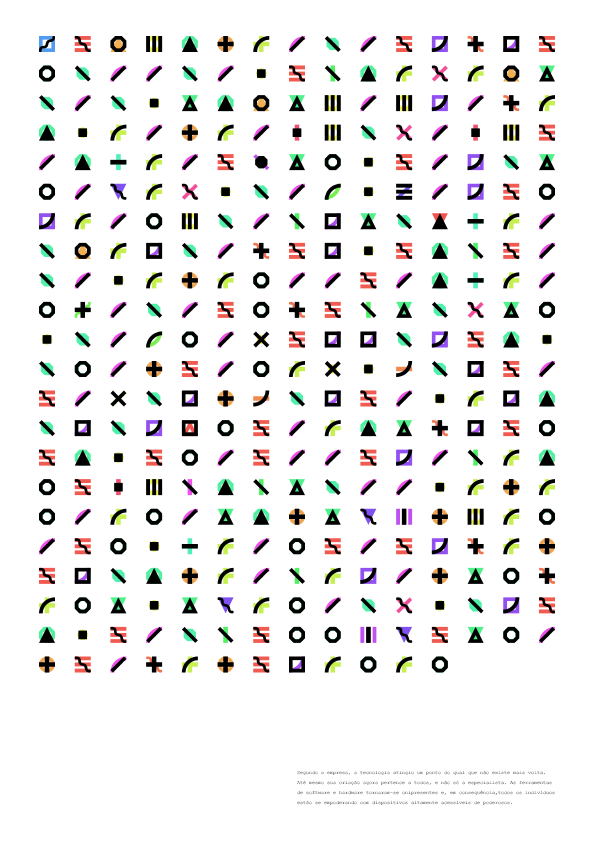 Segundo a empresa, a tecnologia atingiu um ponto do qual que não existe mais volta.
Até mesmo sua criação agora pertence a todos, e não só a especialista. As ferramentas
de software e hardware tornaram-se onipresentes e, em consequência,todos os indivíduos
estão se empoderando com dispositivos altamente acessíveis de poderosos.